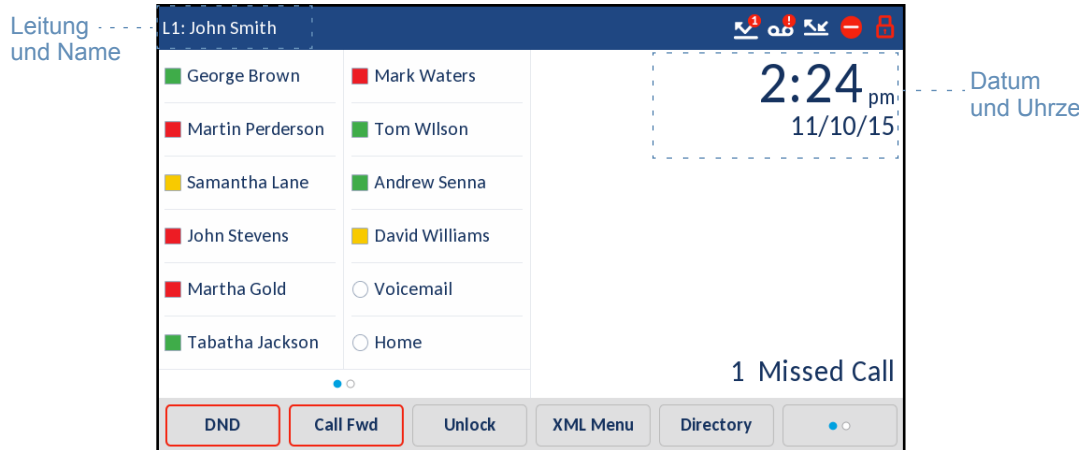 Leitung
und Name
L1: John Smith
1
!
George Brown
Mark Waters
Martin Perderson
Tom WIlson
Samantha Lane
Andrew Senna
John Stevens
David Williams
Martha Gold
Voicemail
Tabatha Jackson
Home
2:24 pm
11/10/15
Datum
und Uhrze
1 Missed Call
DND
Call Fwd
Unlock
XML Menu
Directory